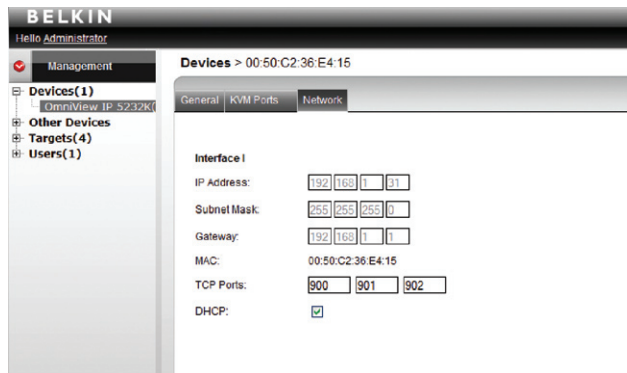 BELKIN
Hello Administrator
Management
Devices(1)
OmniView IP 5232K(
Other Devices
Targets(4)
Users(1)
Devices > 00:50:C2:36:E4:15
General KVM Ports Network
Interface I
IP Address: 192 168 1 31
Subnet Mask: 255 255 255 0
Gateway: 192 168 1 1
MAC: 00:50:C2:36:E4:15
TCP Ports: 900 901 902
DHCP: